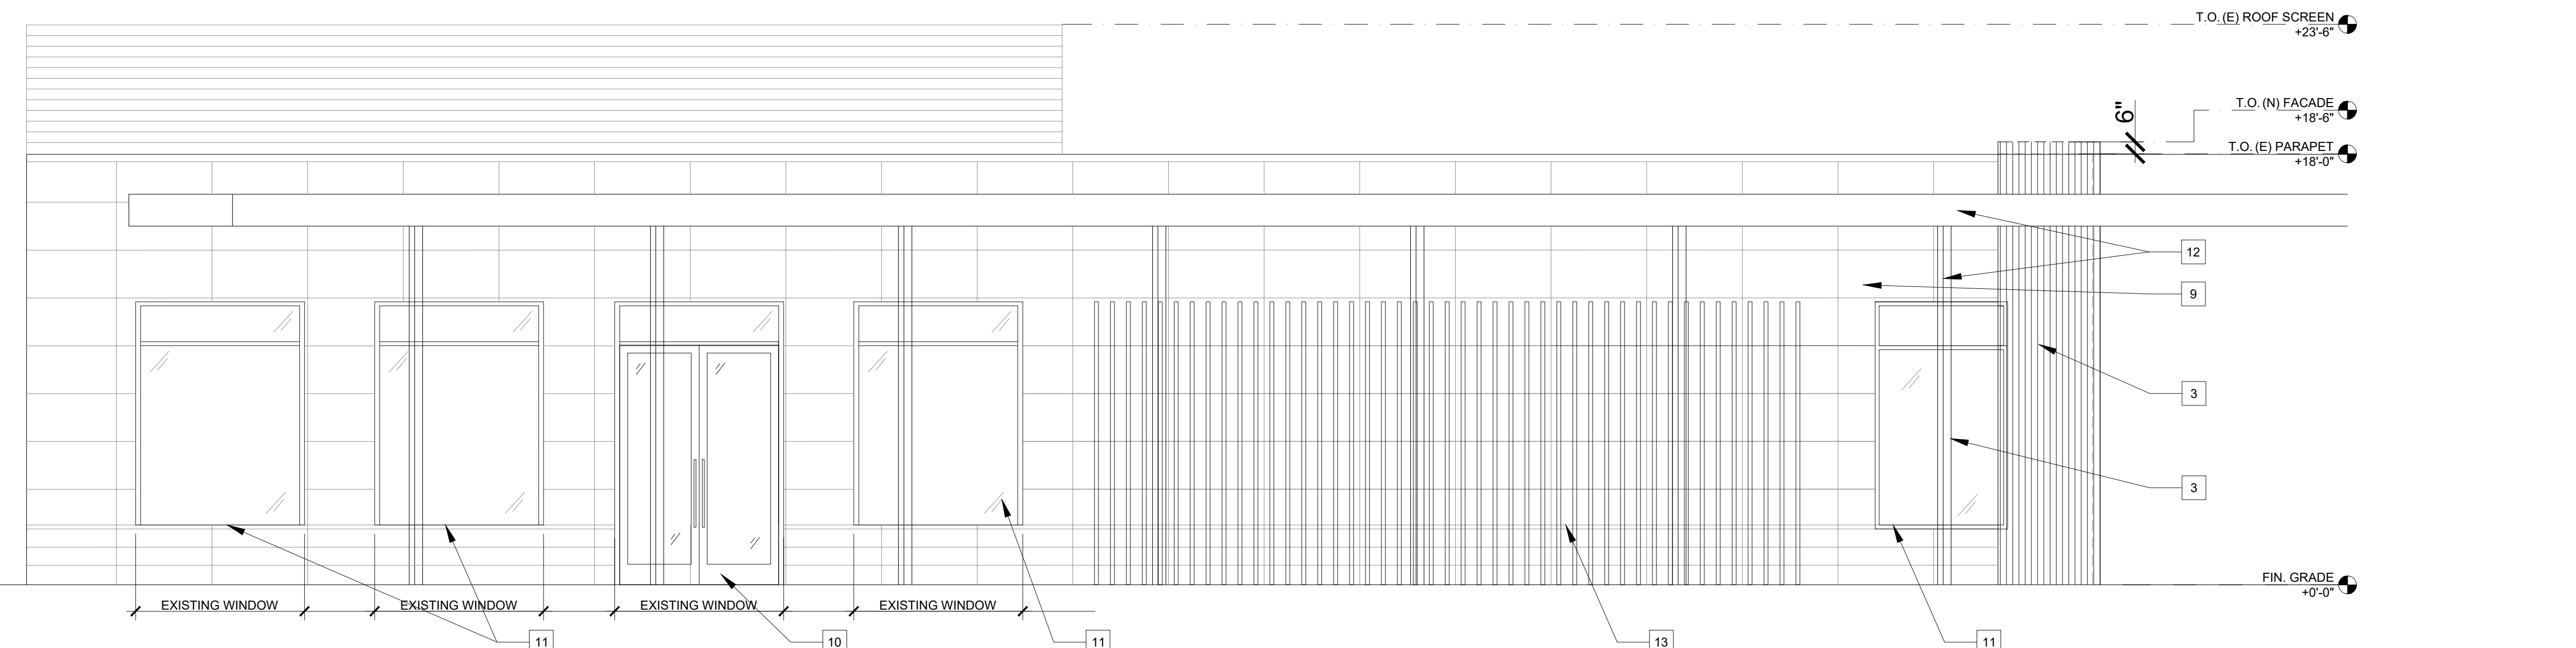 T.O. (E) ROOF SCREEN
+23'-6"
T.O. (N) FACADE
+18'-6"
6"
T.O. (E) PARAPET
+18'-0"
12
9
3
3
FIN. GRADE
+0'-0"
EXISTING WINDOW EXISTING WINDOW EXISTING WINDOW EXISTING WINDOW
11 10 11 13 11